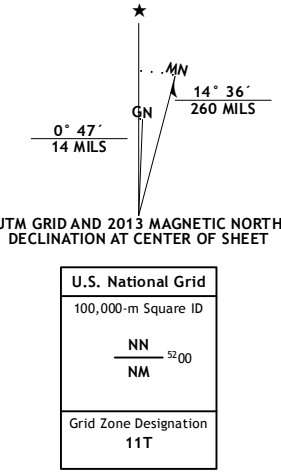 ★
MN
GN
14° 36´
260 MILS
0° 47´
14 MILS
UTM GRID AND 2013 MAGNETIC NORTH
DECLINATION AT CENTER OF SHEET
U.S. National Grid
100,000-m Square ID
NN
5200
NM
Grid Zone Designation
11T